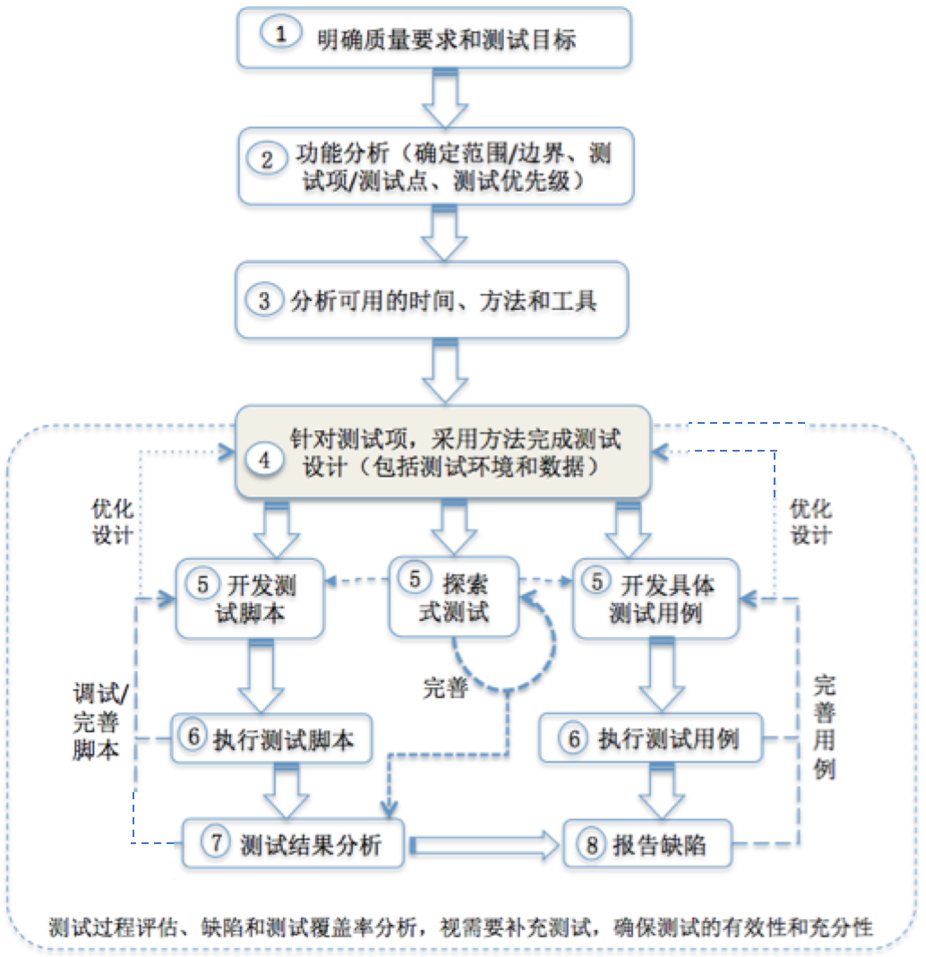 1 明确质量要求和测试目标
2 功能分析（确定范围/边界、测
试项/测试点、测试优先级）
3 分析可用的时间、方法和工具
4 针对测试项，采用方法完成测试
设计（包括测试环境和数据）
优化
设计
优化
设计
5 开发测
试脚本
5 探索
式测试
5 开发具体
测试用例
调试/
完善
脚本
完善
完
善
用
例
6 执行测试脚本
6 执行测试用例
7 测试结果分析
8 报告缺陷
测试过程评估、缺陷和测试覆盖率分析，视需要补充测试，确保测试的有效性和充分性